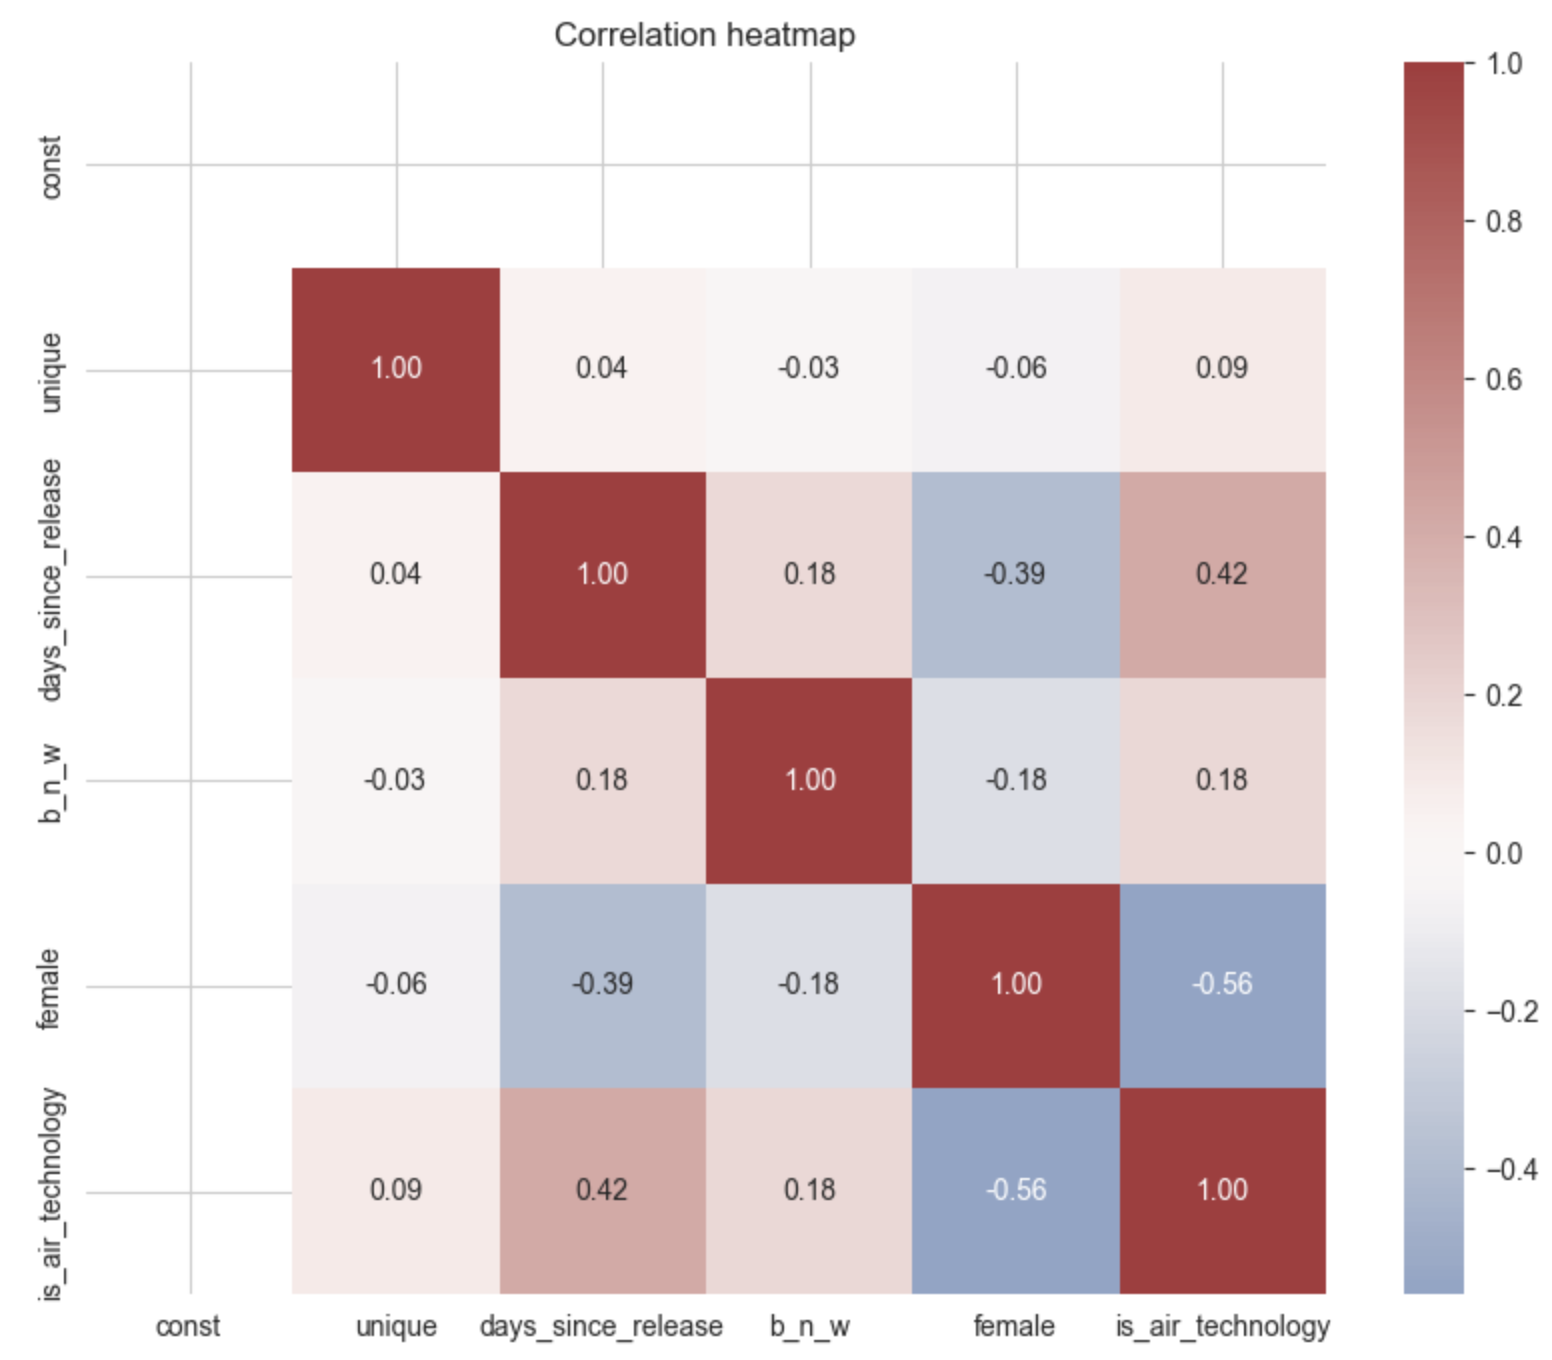 Correlation heatmap
const
unique
days_since_release
b_n_w
female
is_air_technology
1.00 0.04 -0.03 -0.06 0.09
0.04 1.00 0.18 -0.39 0.42
-0.03 0.18 1.00 -0.18 0.18
-0.06 -0.39 -0.18 1.00 -0.56
0.09 0.42 0.18 -0.56 1.00
const unique days_since_release b_n_w female is_air_technology
1.0
0.8
0.6
0.4
0.2
0.0
−0.2
−0.4